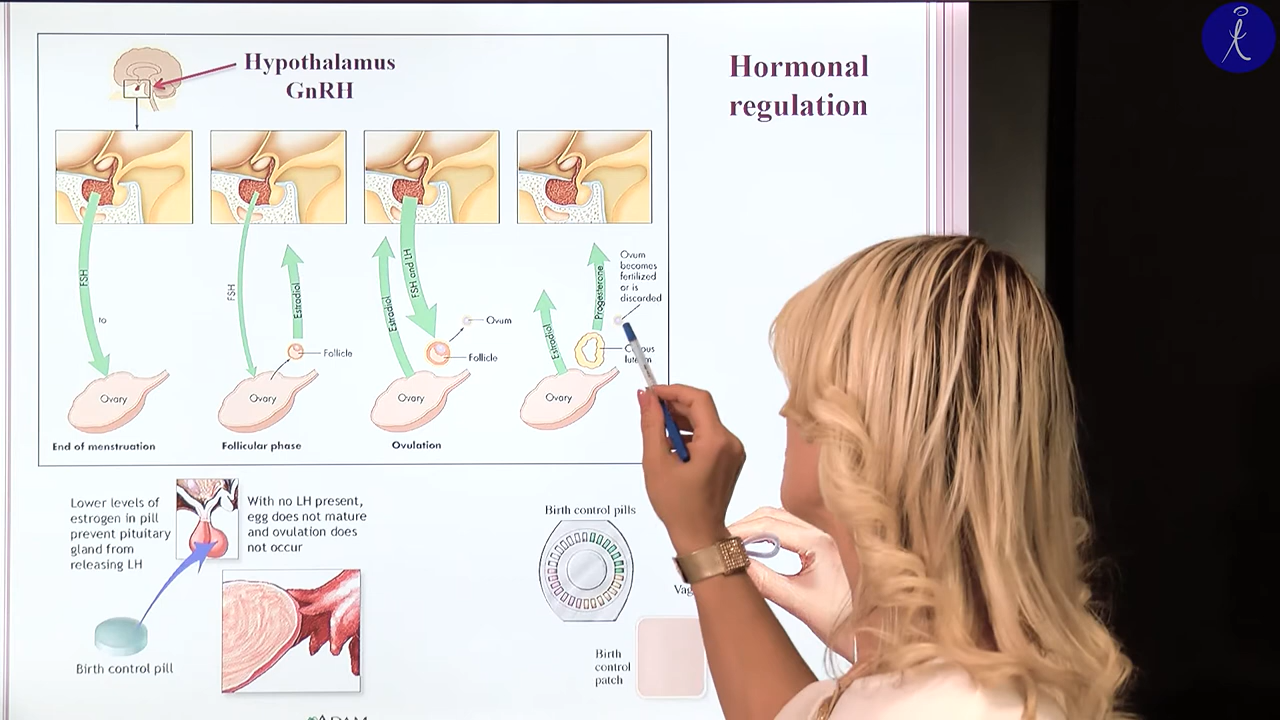 Hypothalamus
GnRH
Hormonal
regulation
FSH
to
Ovary
End of menstruation
FSH
Estradiol
Follicle
Ovary
Follicular phase
Estradiol
FSH and LH
Ovum
Follicle
Ovary
Ovulation
Estradiol
Progesterone
Ovum
becomes
fertilized
or is
discarded
Ovary
Lower levels of
estrogen in pill
prevent pituitary
gland from
releasing LH
With no LH present,
egg does not mature
and ovulation does
not occur
Birth control pill
Birth control pills
Vag
Birth
control
patch